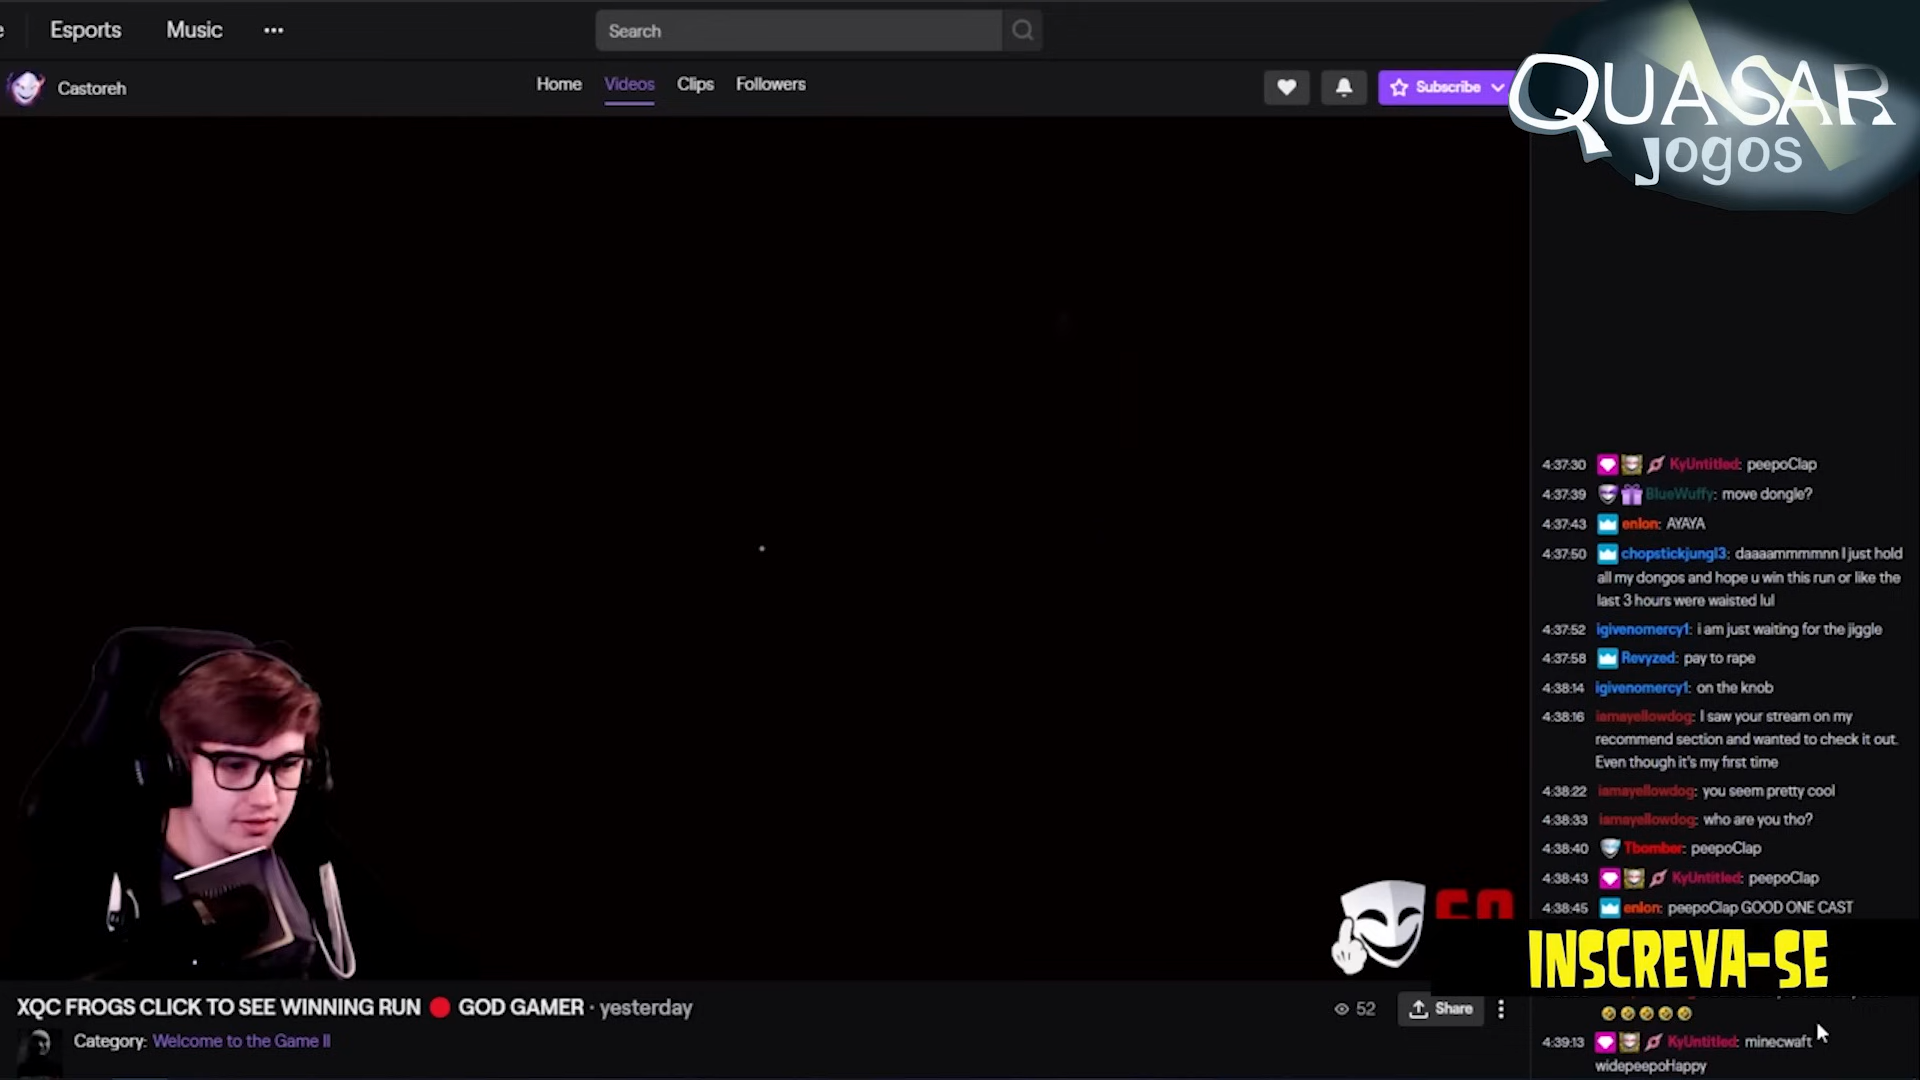 Esports Music
Search
QUASAR
jogos
Castoreh
Home Videos Clips Followers
Subscribe
4:37:30 KyUntitled: peepoClap
4:37:39 BlueWuffy: move dongle?
4:37:43 enlon: AYAYA
4:37:50 chopstickjungl3: daaaammmmnn I just hold
all my dongos and hope u win this run or like the
last 3 hours were waisted lul
4:37:52 igivenomercy1: i am just waiting for the jiggle
4:37:58 Revyzed: pay to rape
4:38:14 igivenomercy1: on the knob
4:38:16 iamayellowdog: I saw your stream on my
recommend section and wanted to check it out.
Even though it's my first time
4:38:22 iamayellowdog: you seem pretty cool
4:38:33 iamayellowdog: who are you tho?
4:38:40 Tbomber: peepoClap
4:38:43 KyUntitled: peepoClap
4:38:45 enlon: peepoClap GOOD ONE CAST
INSCREVA-SE
XQC FROGS CLICK TO SEE WINNING RUN 🔴 GOD GAMER · yesterday
52 Share
Category: Welcome to the Game II
4:39:13 KyUntitled: minecwaft
widepeepoHappy